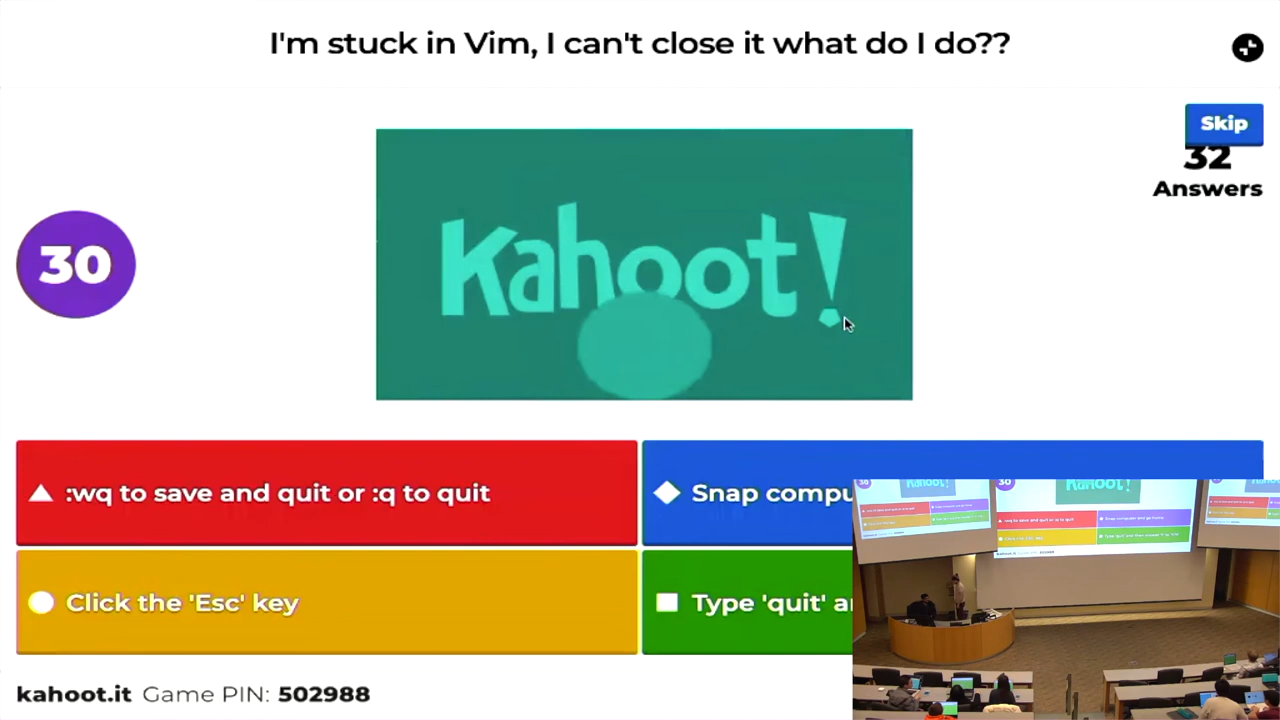 I'm stuck in Vim, I can't close it what do I do??
Skip
32
Answers
30
Kahoot!
:wq to save and quit or :q to quit
Snap compu
Click the 'Esc' key
Type 'quit' a
kahoot.it Game PIN: 502988